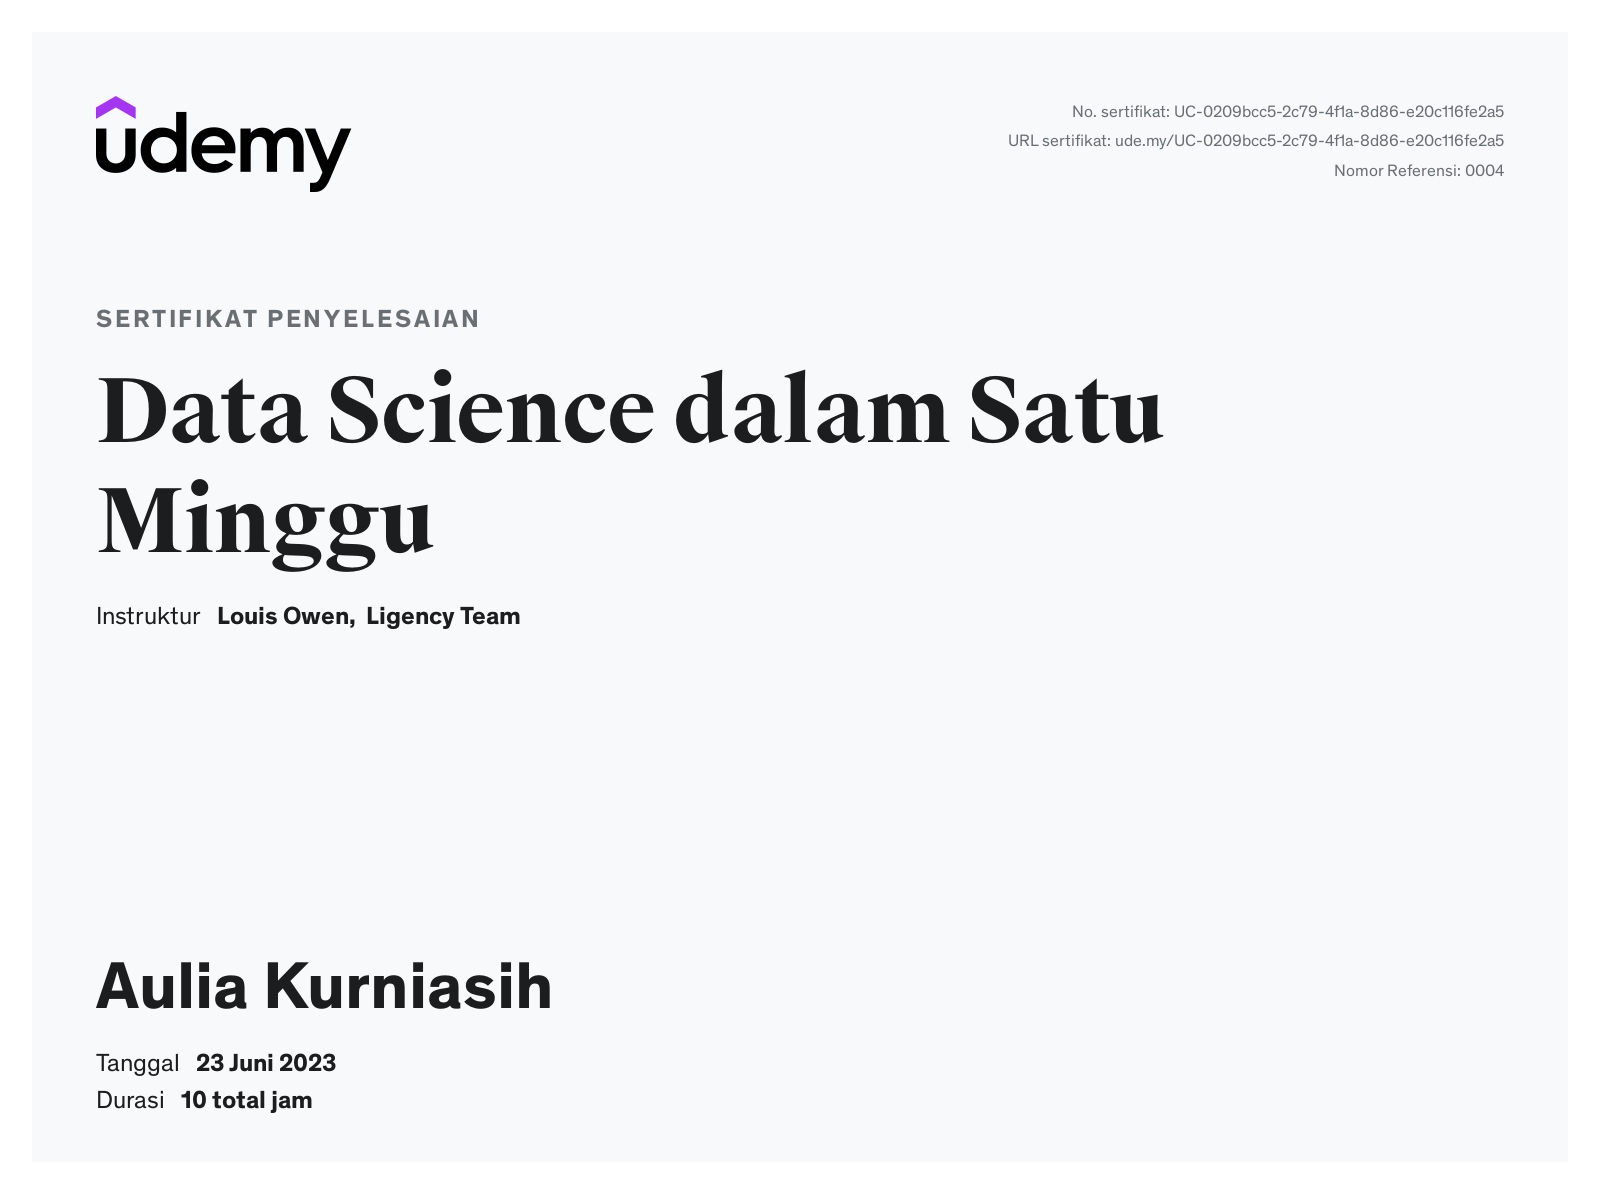 udemy
No. sertifikat: UC-0209bcc5-2c79-4f1a-8d86-e20c116fe2a5
URL sertifikat: ude.my/UC-0209bcc5-2c79-4f1a-8d86-e20c116fe2a5
Nomor Referensi: 0004
SERTIFIKAT PENYELESAIAN
Data Science dalam Satu
Minggu
Instruktur Louis Owen, Ligency Team
Aulia Kurniasih
Tanggal 23 Juni 2023
Durasi 10 total jam